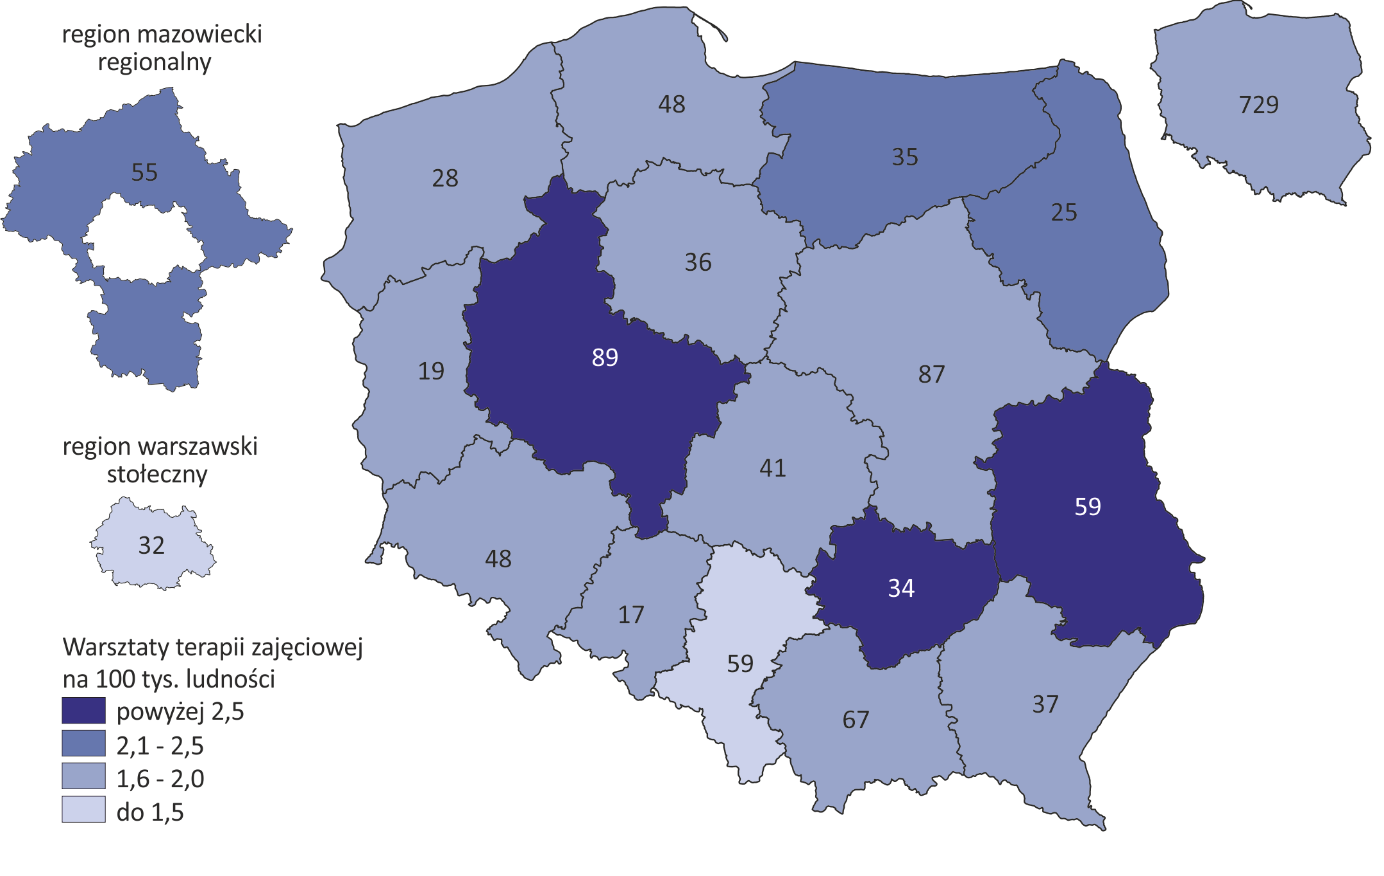 region mazowiecki
regionalny
55
region warszawski
stołeczny
32
Warsztaty terapii zajęciowej
na 100 tys. ludności
powyżej 2,5
2,1 - 2,5
1,6 - 2,0
do 1,5
48
28
35
25
36
19
89
87
41
59
48
34
17
59
67
37
729